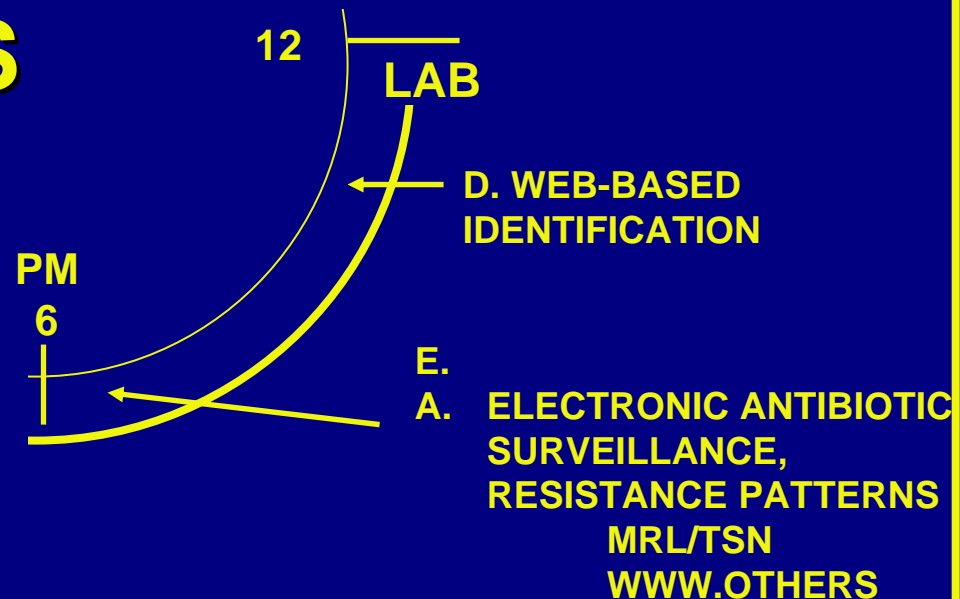 S
12
LAB
D. WEB-BASED
IDENTIFICATION
PM
6
E.
A. ELECTRONIC ANTIBIOTIC
SURVEILLANCE,
RESISTANCE PATTERNS
MRL/TSN
WWW.OTHERS